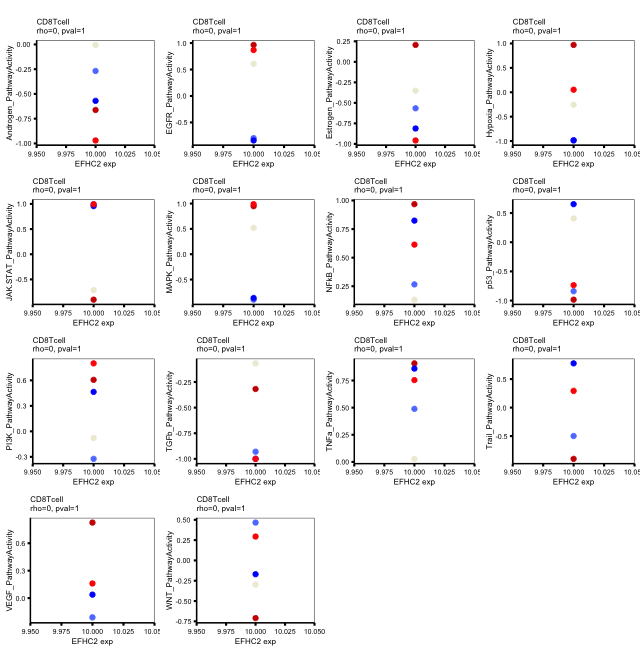 CD8Tcell
rho=0, pval=1
Androgen_PathwayActivity
0.00
-0.25
-0.50
-0.75
-1.00
9.950 9.975 10.000 10.025 10.05
EFHC2 exp
CD8Tcell
rho=0, pval=1
EGFR_PathwayActivity
1.0
0.5
0.0
-0.5
9.950 9.975 10.000 10.025 10.050
EFHC2 exp
CD8Tcell
rho=0, pval=1
Estrogen_PathwayActivity
0.25
0.00
-0.25
-0.50
-0.75
-1.00
9.950 9.975 10.000 10.025 10.05
EFHC2 exp
CD8Tcell
rho=0, pval=1
Hypoxia_PathwayActivity
1.0
0.5
0.0
-0.5
-1.0
9.950 9.975 10.000 10.025 10.050
EFHC2 exp
CD8Tcell
rho=0, pval=1
JAK.STAT_PathwayActivity
1.0
0.5
0.0
-0.5
9.950 9.975 10.000 10.025 10.05
EFHC2 exp
CD8Tcell
rho=0, pval=1
MAPK_PathwayActivity
1.0
0.5
0.0
-0.5
9.950 9.975 10.000 10.025 10.050
EFHC2 exp
CD8Tcell
rho=0, pval=1
NFkB_PathwayActivity
1.00
0.75
0.50
0.25
9.950 9.975 10.000 10.025 10.05
EFHC2 exp
CD8Tcell
rho=0, pval=1
p53_PathwayActivity
0.5
0.0
-0.5
-1.0
9.950 9.975 10.000 10.025 10.050
EFHC2 exp
CD8Tcell
rho=0, pval=1
PI3K_PathwayActivity
0.6
0.3
0.0
-0.3
9.950 9.975 10.000 10.025 10.05
EFHC2 exp
CD8Tcell
rho=0, pval=1
TGFb_PathwayActivity
-0.25
-0.50
-0.75
-1.00
9.950 9.975 10.000 10.025 10.050
EFHC2 exp
CD8Tcell
rho=0, pval=1
TNFa_PathwayActivity
0.75
0.50
0.25
0.00
9.950 9.975 10.000 10.025 10.05
EFHC2 exp
CD8Tcell
rho=0, pval=1
Trail_PathwayActivity
0.5
0.0
-0.5
9.950 9.975 10.000 10.025 10.050
EFHC2 exp
CD8Tcell
rho=0, pval=1
VEGF_PathwayActivity
0.6
0.3
0.0
9.950 9.975 10.000 10.025 10.05
EFHC2 exp
CD8Tcell
rho=0, pval=1
WNT_PathwayActivity
0.50
0.25
0.00
-0.25
-0.50
-0.75
9.950 9.975 10.000 10.025 10.050
EFHC2 exp